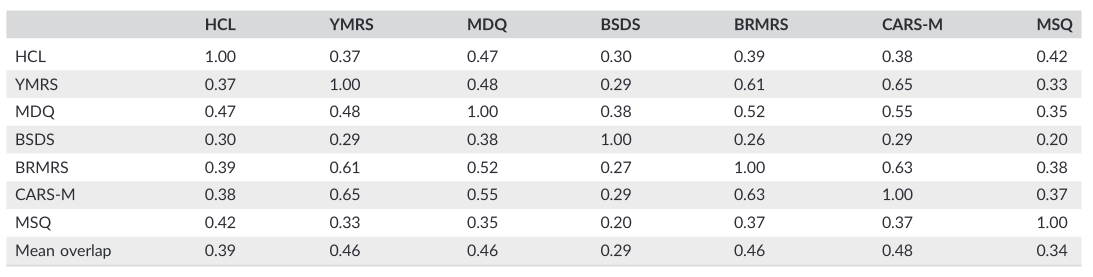 HCL YMRS MDQ BSDS BRMRS CARS-M MSQ
HCL 1.00 0.37 0.47 0.30 0.39 0.38 0.42
YMRS 0.37 1.00 0.48 0.29 0.61 0.65 0.33
MDQ 0.47 0.48 1.00 0.38 0.52 0.55 0.35
BSDS 0.30 0.29 0.38 1.00 0.26 0.29 0.20
BRMRS 0.39 0.61 0.52 0.27 1.00 0.63 0.38
CARS-M 0.38 0.65 0.55 0.29 0.63 1.00 0.37
MSQ 0.42 0.33 0.35 0.20 0.37 0.37 1.00
Mean overlap 0.39 0.46 0.46 0.29 0.46 0.48 0.34